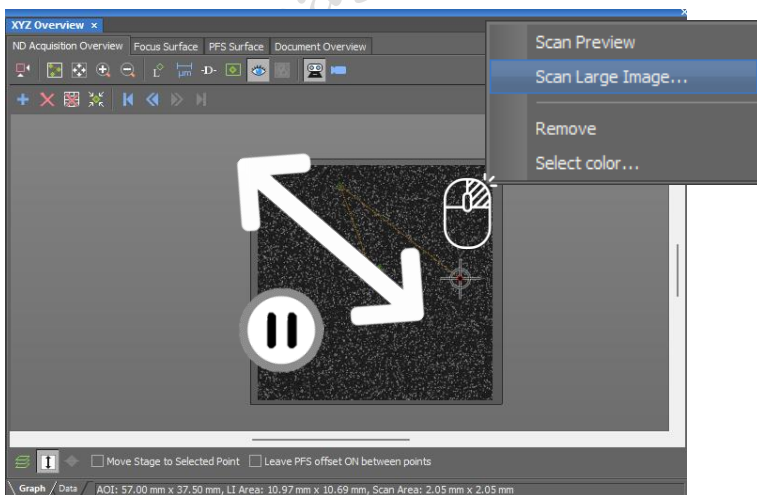 XYZ Overview ×
ND Acquisition Overview Focus Surface PFS Surface Document Overview
-D-
Scan Preview
Scan Large Image...
Remove
Select color...
Move Stage to Selected Point Leave PFS offset ON between points
Graph Data AOI: 57.00 mm x 37.50 mm, LI Area: 10.97 mm x 10.69 mm, Scan Area: 2.05 mm x 2.05 mm